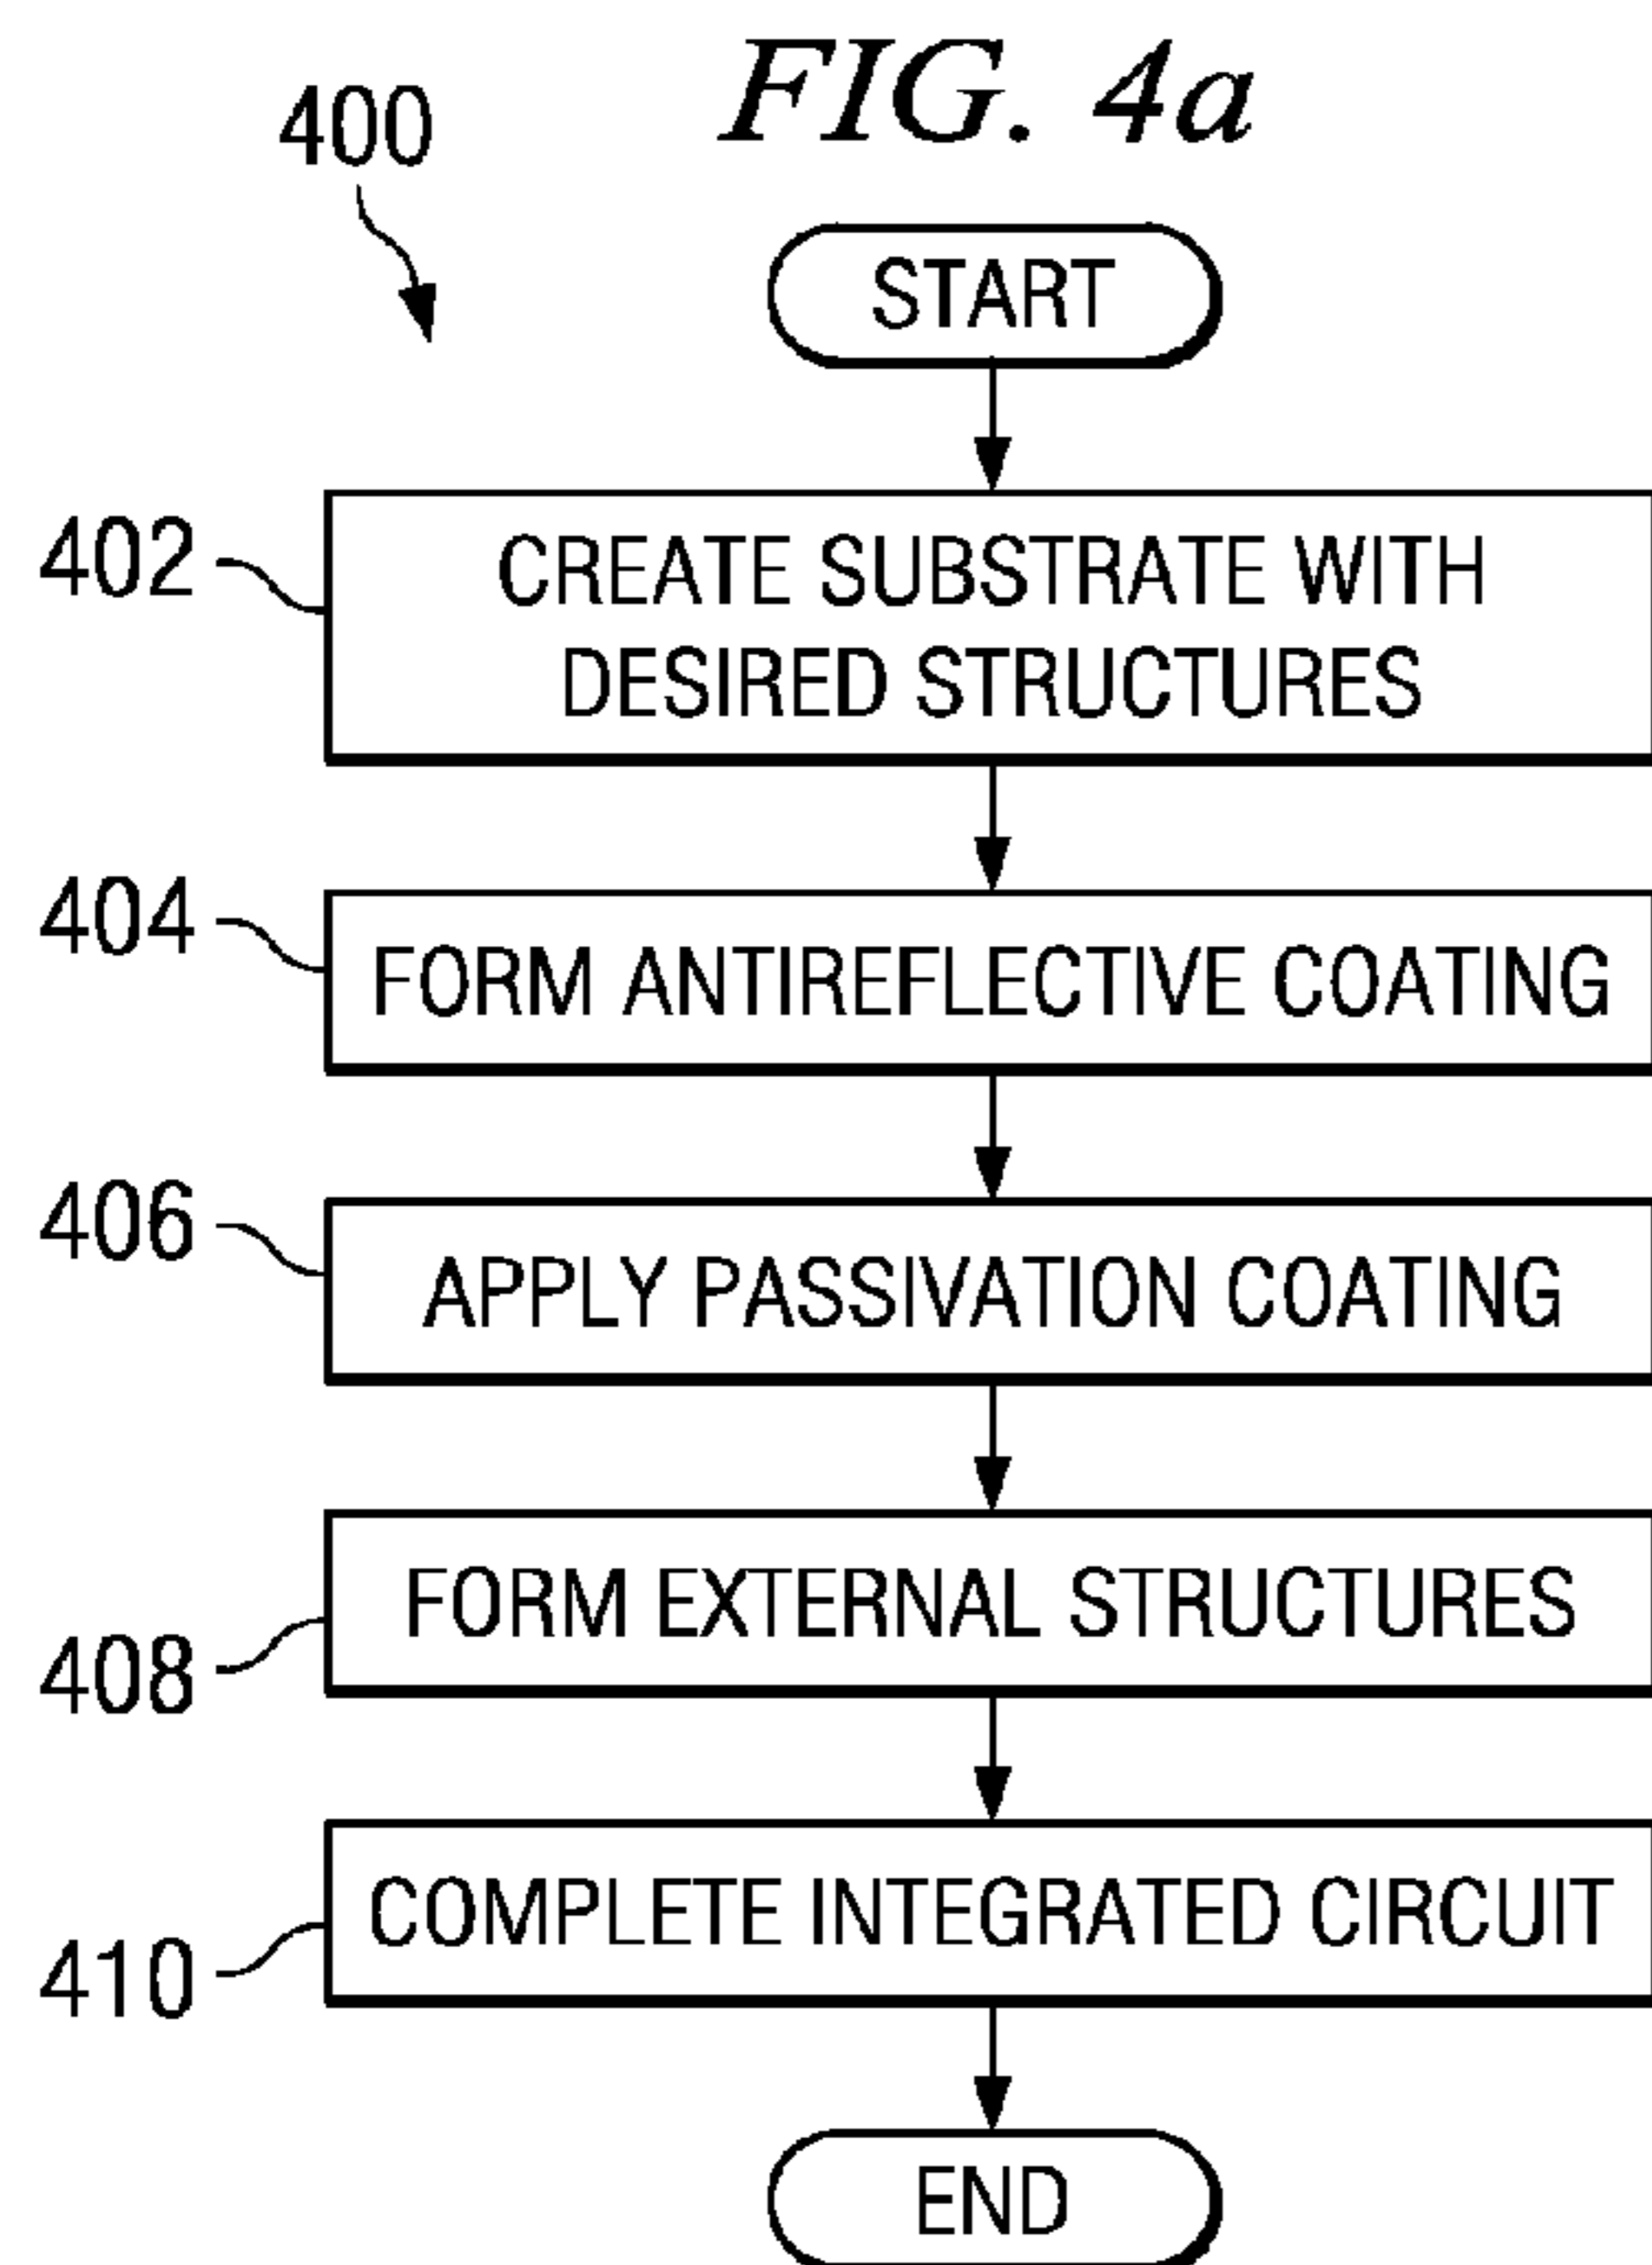 FIG. 4a
400
START
402
CREATE SUBSTRATE WITH
DESIRED STRUCTURES
404
FORM ANTIREFLECTIVE COATING
406
APPLY PASSIVATION COATING
408
FORM EXTERNAL STRUCTURES
410
COMPLETE INTEGRATED CIRCUIT
END